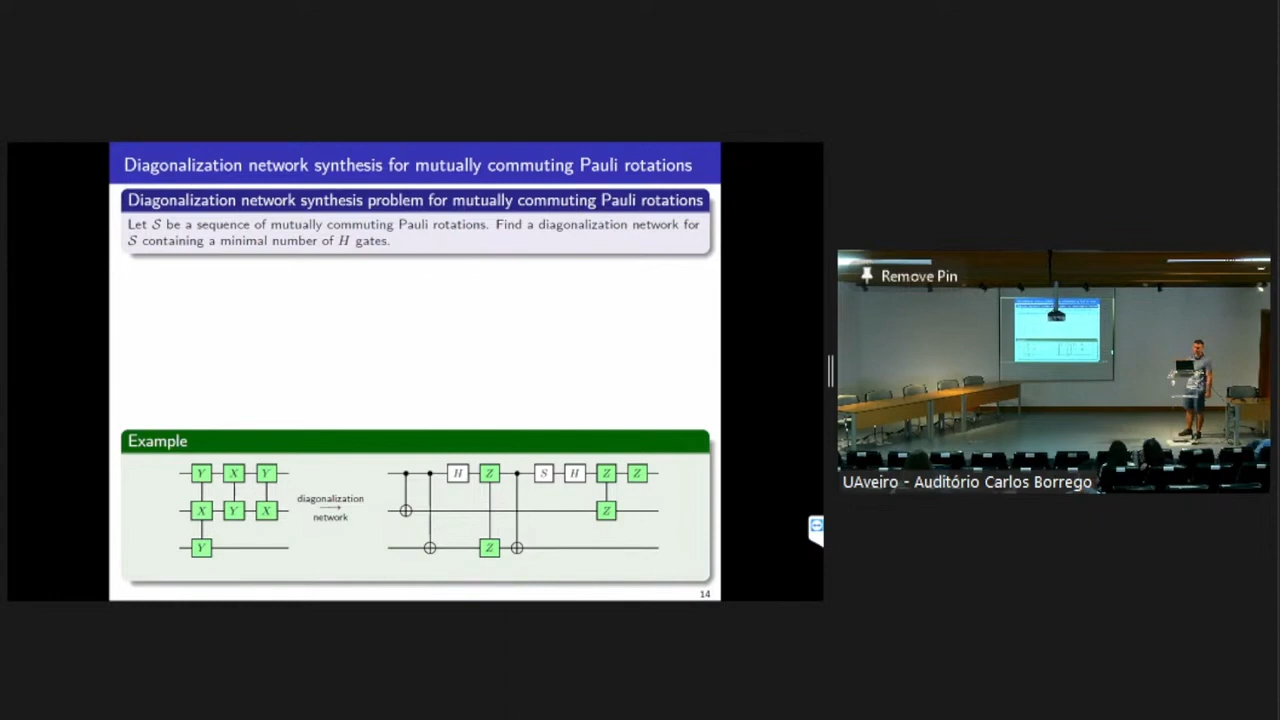 Diagonalization network synthesis for mutually commuting Pauli rotations
Diagonalization network synthesis problem for mutually commuting Pauli rotations
Let S be a sequence of mutually commuting Pauli rotations. Find a diagonalization network for
S containing a minimal number of H gates.
Example
Y X Y H Z S H Z Z
diagonalization
X Y X Z
network
Y Z
14
Remove Pin
UAveiro - Auditório Carlos Borrego